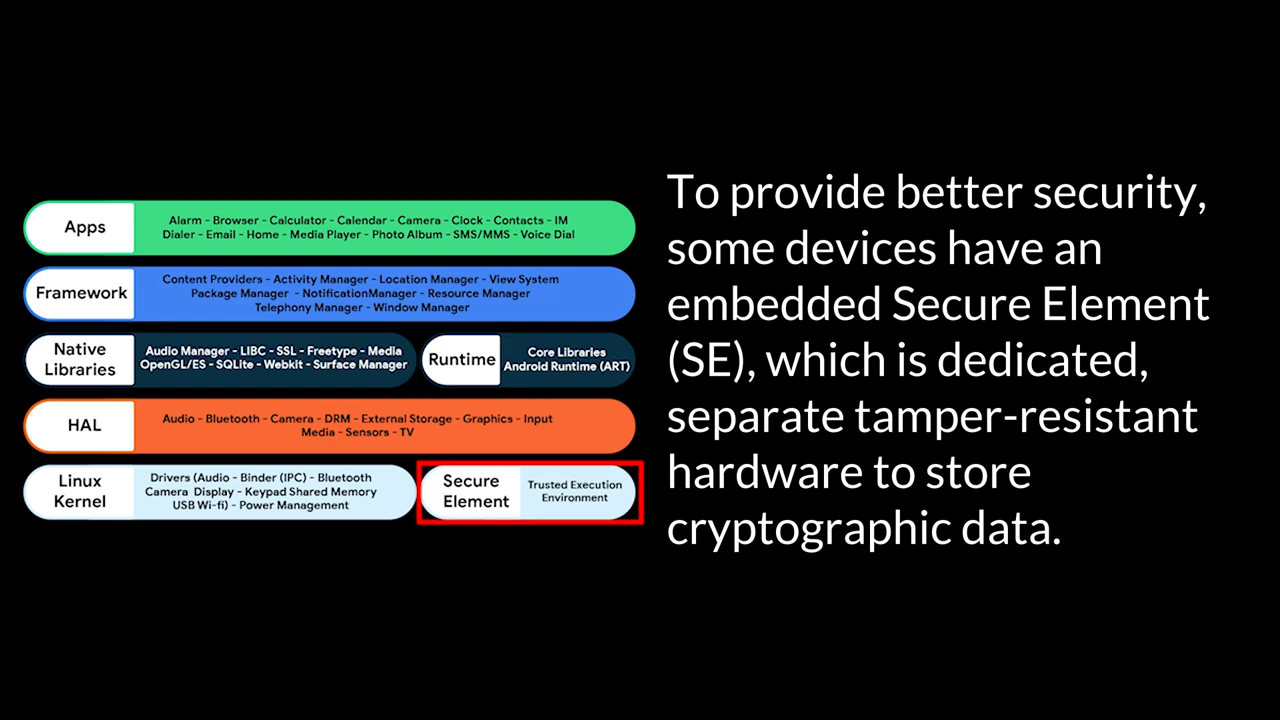 Apps
Alarm - Browser - Calculator - Calendar - Camera - Clock - Contacts - IM
Dialer - Email - Home - Media Player - Photo Album - SMS/MMS - Voice Dial
Framework
Content Providers - Activity Manager - Location Manager - View System
Package Manager - NotificationManager - Resource Manager
Telephony Manager - Window Manager
Native
Libraries
Audio Manager - LIBC - SSL - Freetype - Media
OpenGL/ES - SQLite - Webkit - Surface Manager
Runtime
Core Libraries
Android Runtime (ART)
HAL
Audio - Bluetooth - Camera - DRM - External Storage - Graphics - Input
Media - Sensors - TV
Linux
Kernel
Drivers (Audio - Binder (IPC) - Bluetooth
Camera Display - Keypad Shared Memory
USB Wi-fi) - Power Management
Secure
Element
Trusted Execution
Environment
To provide better security,
some devices have an
embedded Secure Element
(SE), which is dedicated,
separate tamper-resistant
hardware to store
cryptographic data.